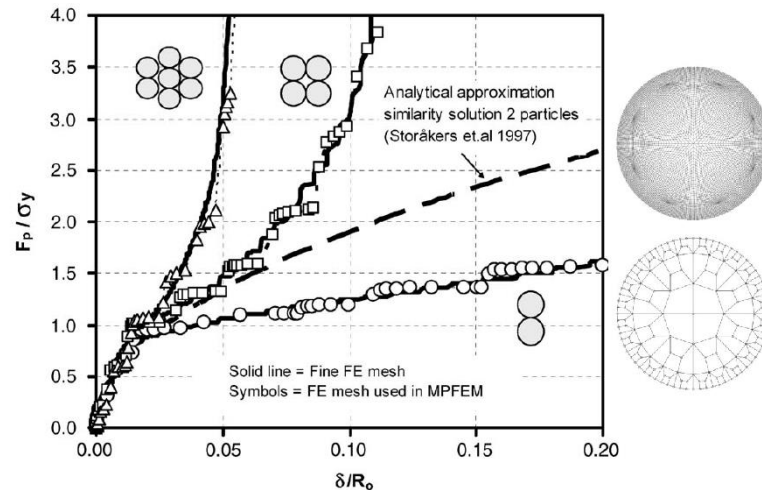 4.0
3.5
3.0
2.5
2.0
1.5
1.0
0.5
0.0
Fp / σy
Analytical approximation
similarity solution 2 particles
(Storåkers et.al 1997)
Solid line = Fine FE mesh
Symbols = FE mesh used in MPFEM
0.00 0.05 0.10 0.15 0.20
δ/Ro